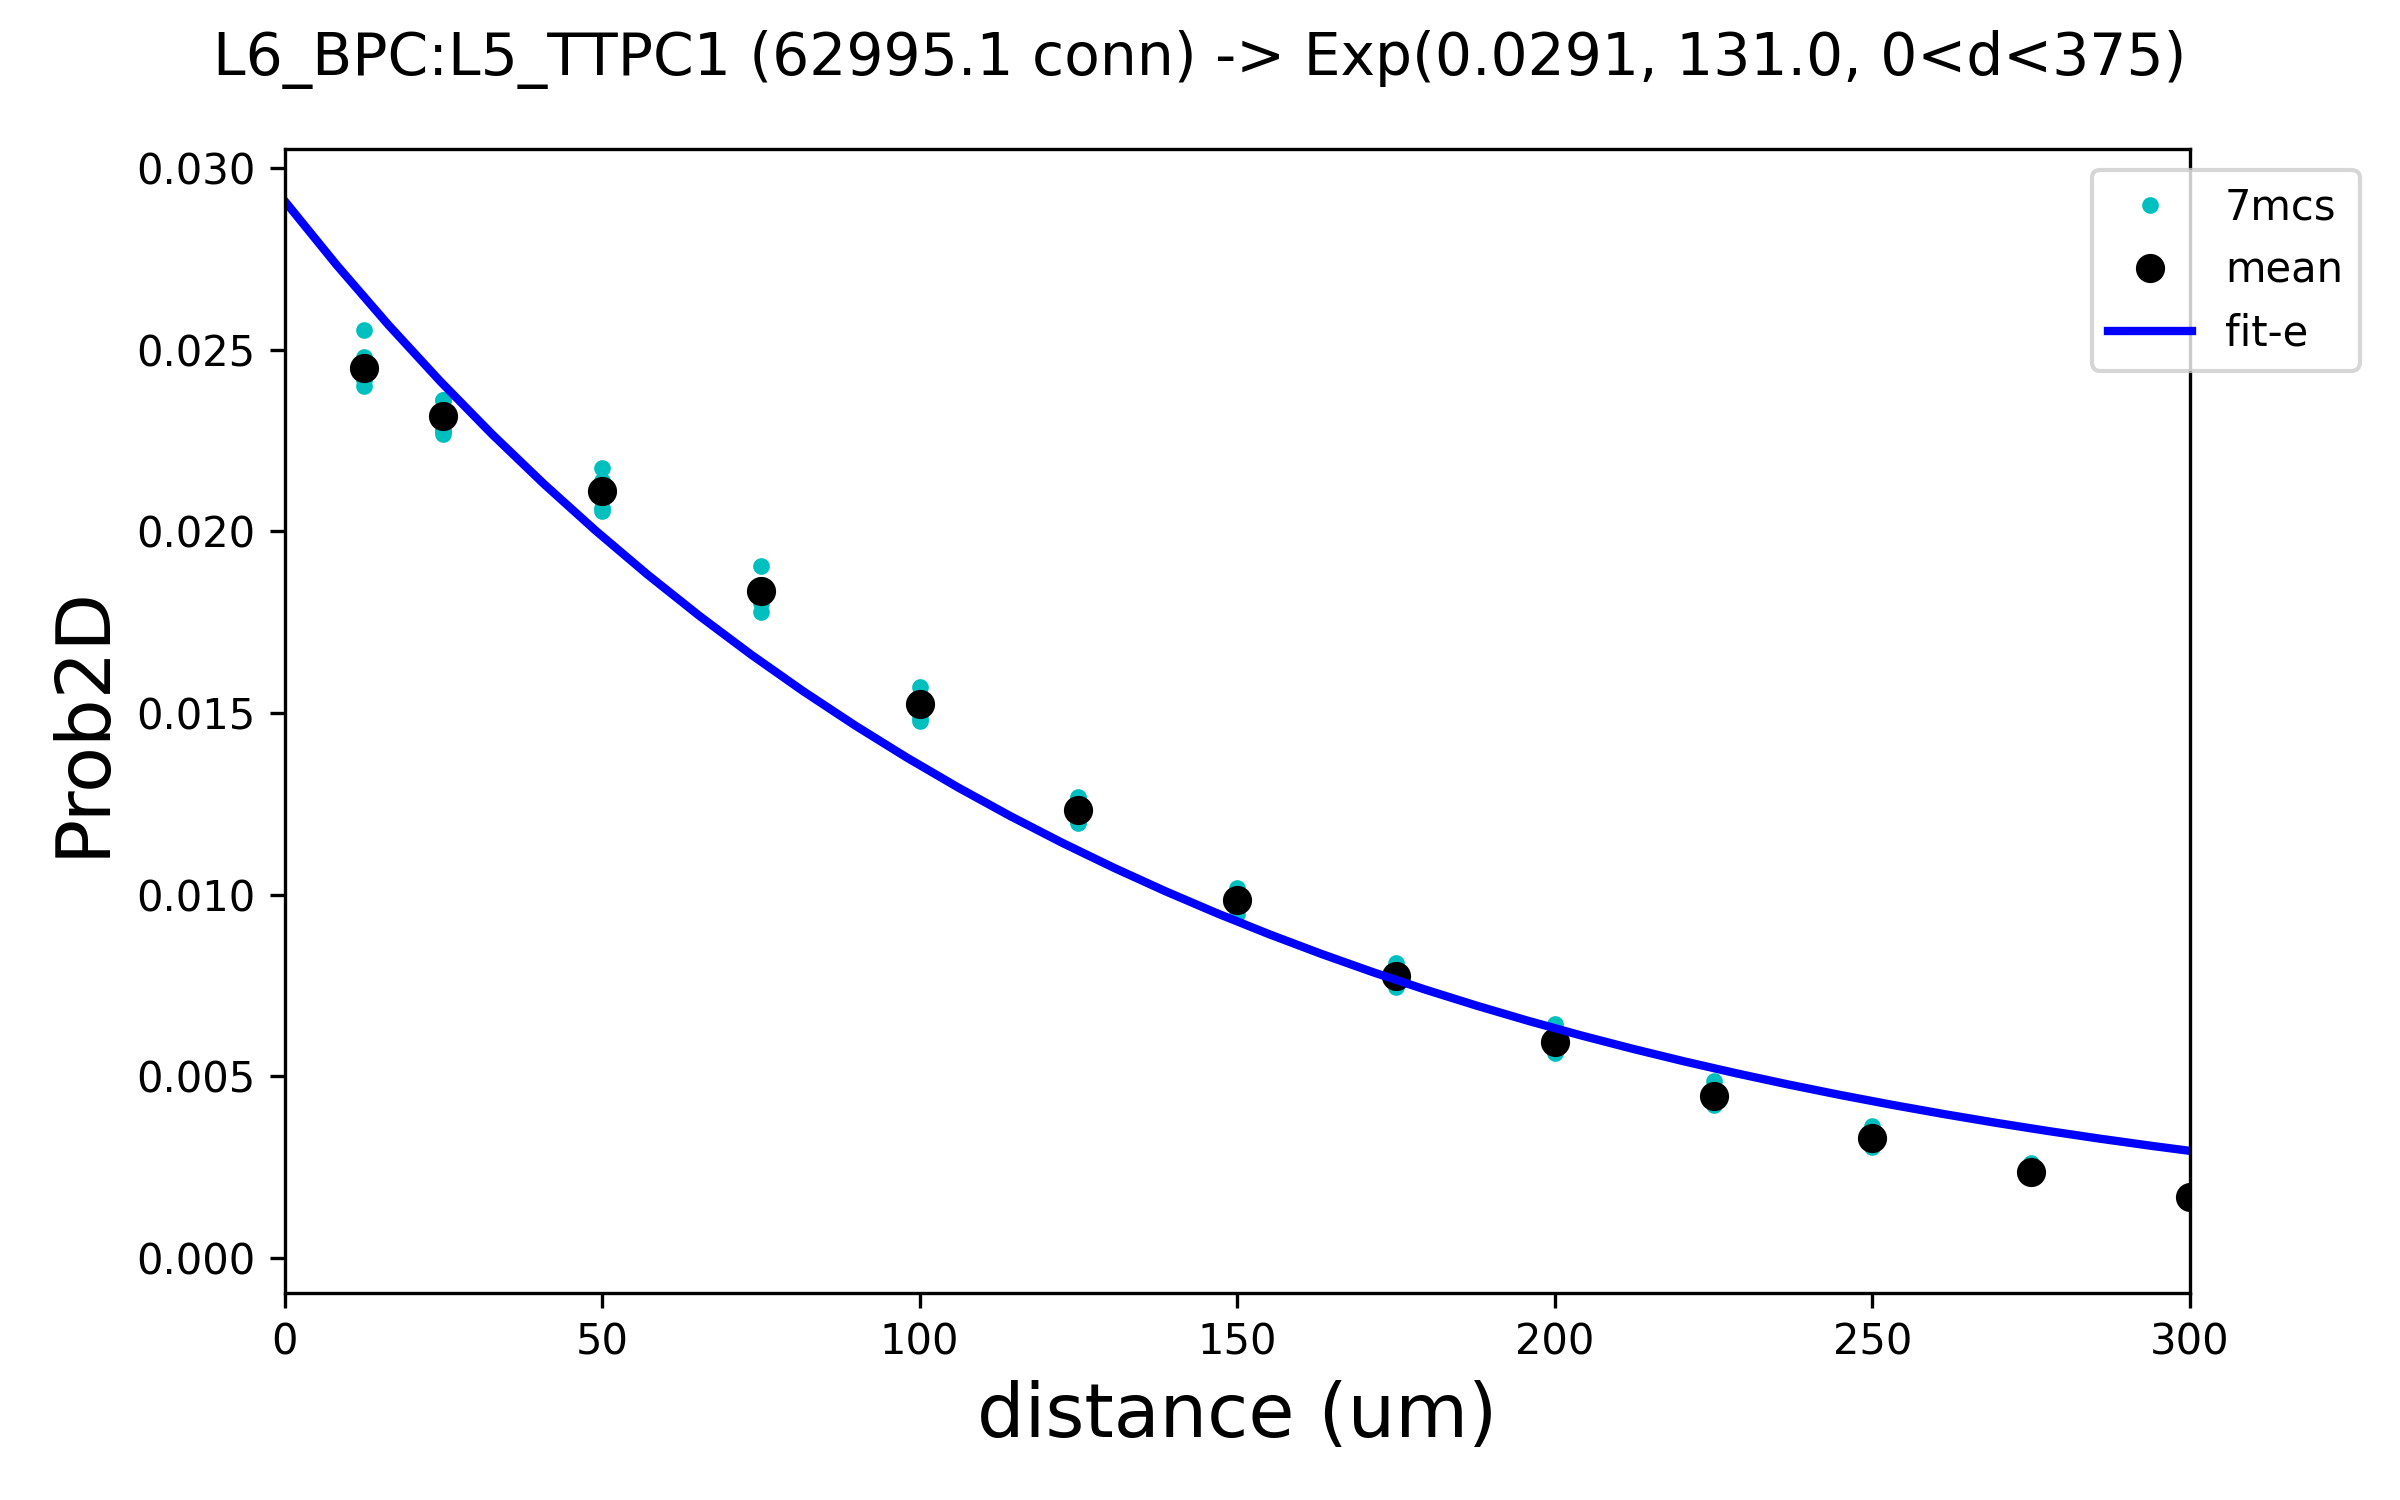 L6_BPC:L5_TTPC1 (62995.1 conn) -> Exp(0.0291, 131.0, 0<d<375)
0.030
0.025
0.020
0.015
0.010
0.005
0.000
Prob2D
7mcs
mean
fit-e
0 50 100 150 200 250 300
distance (um)